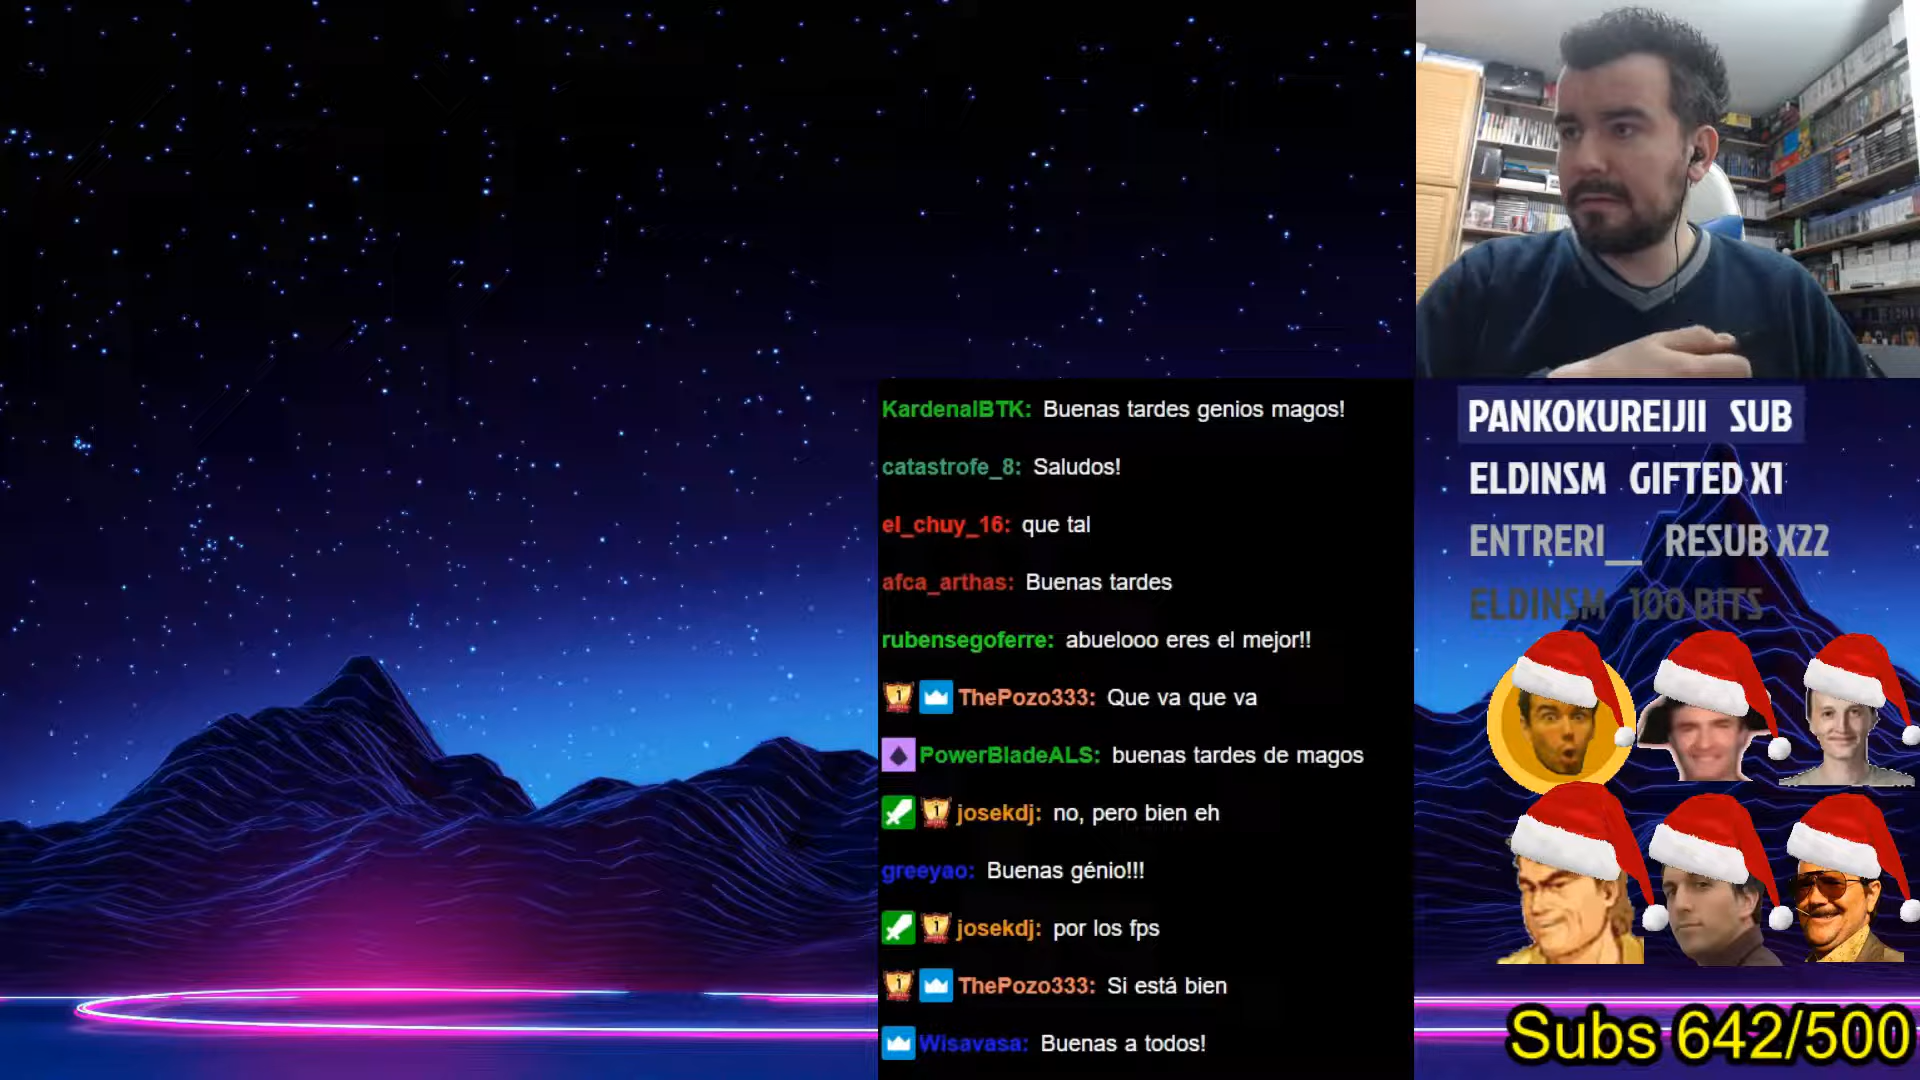 KardenalBTK: Buenas tardes genios magos!
catastrofe_8: Saludos!
el_chuy_16: que tal
afca_arthas: Buenas tardes
rubensegoferre: abuelooo eres el mejor!!
ThePozo333: Que va que va
PowerBladeALS: buenas tardes de magos
josekdj: no, pero bien eh
greeyao: Buenas génio!!!
josekdj: por los fps
ThePozo333: Si está bien
Wisavasa: Buenas a todos!
PANKOKUREIJII SUB
ELDINSM GIFTED X1
ENTRERI__ RESUB X22
ELDINSM 100 BITS
Subs 642/500